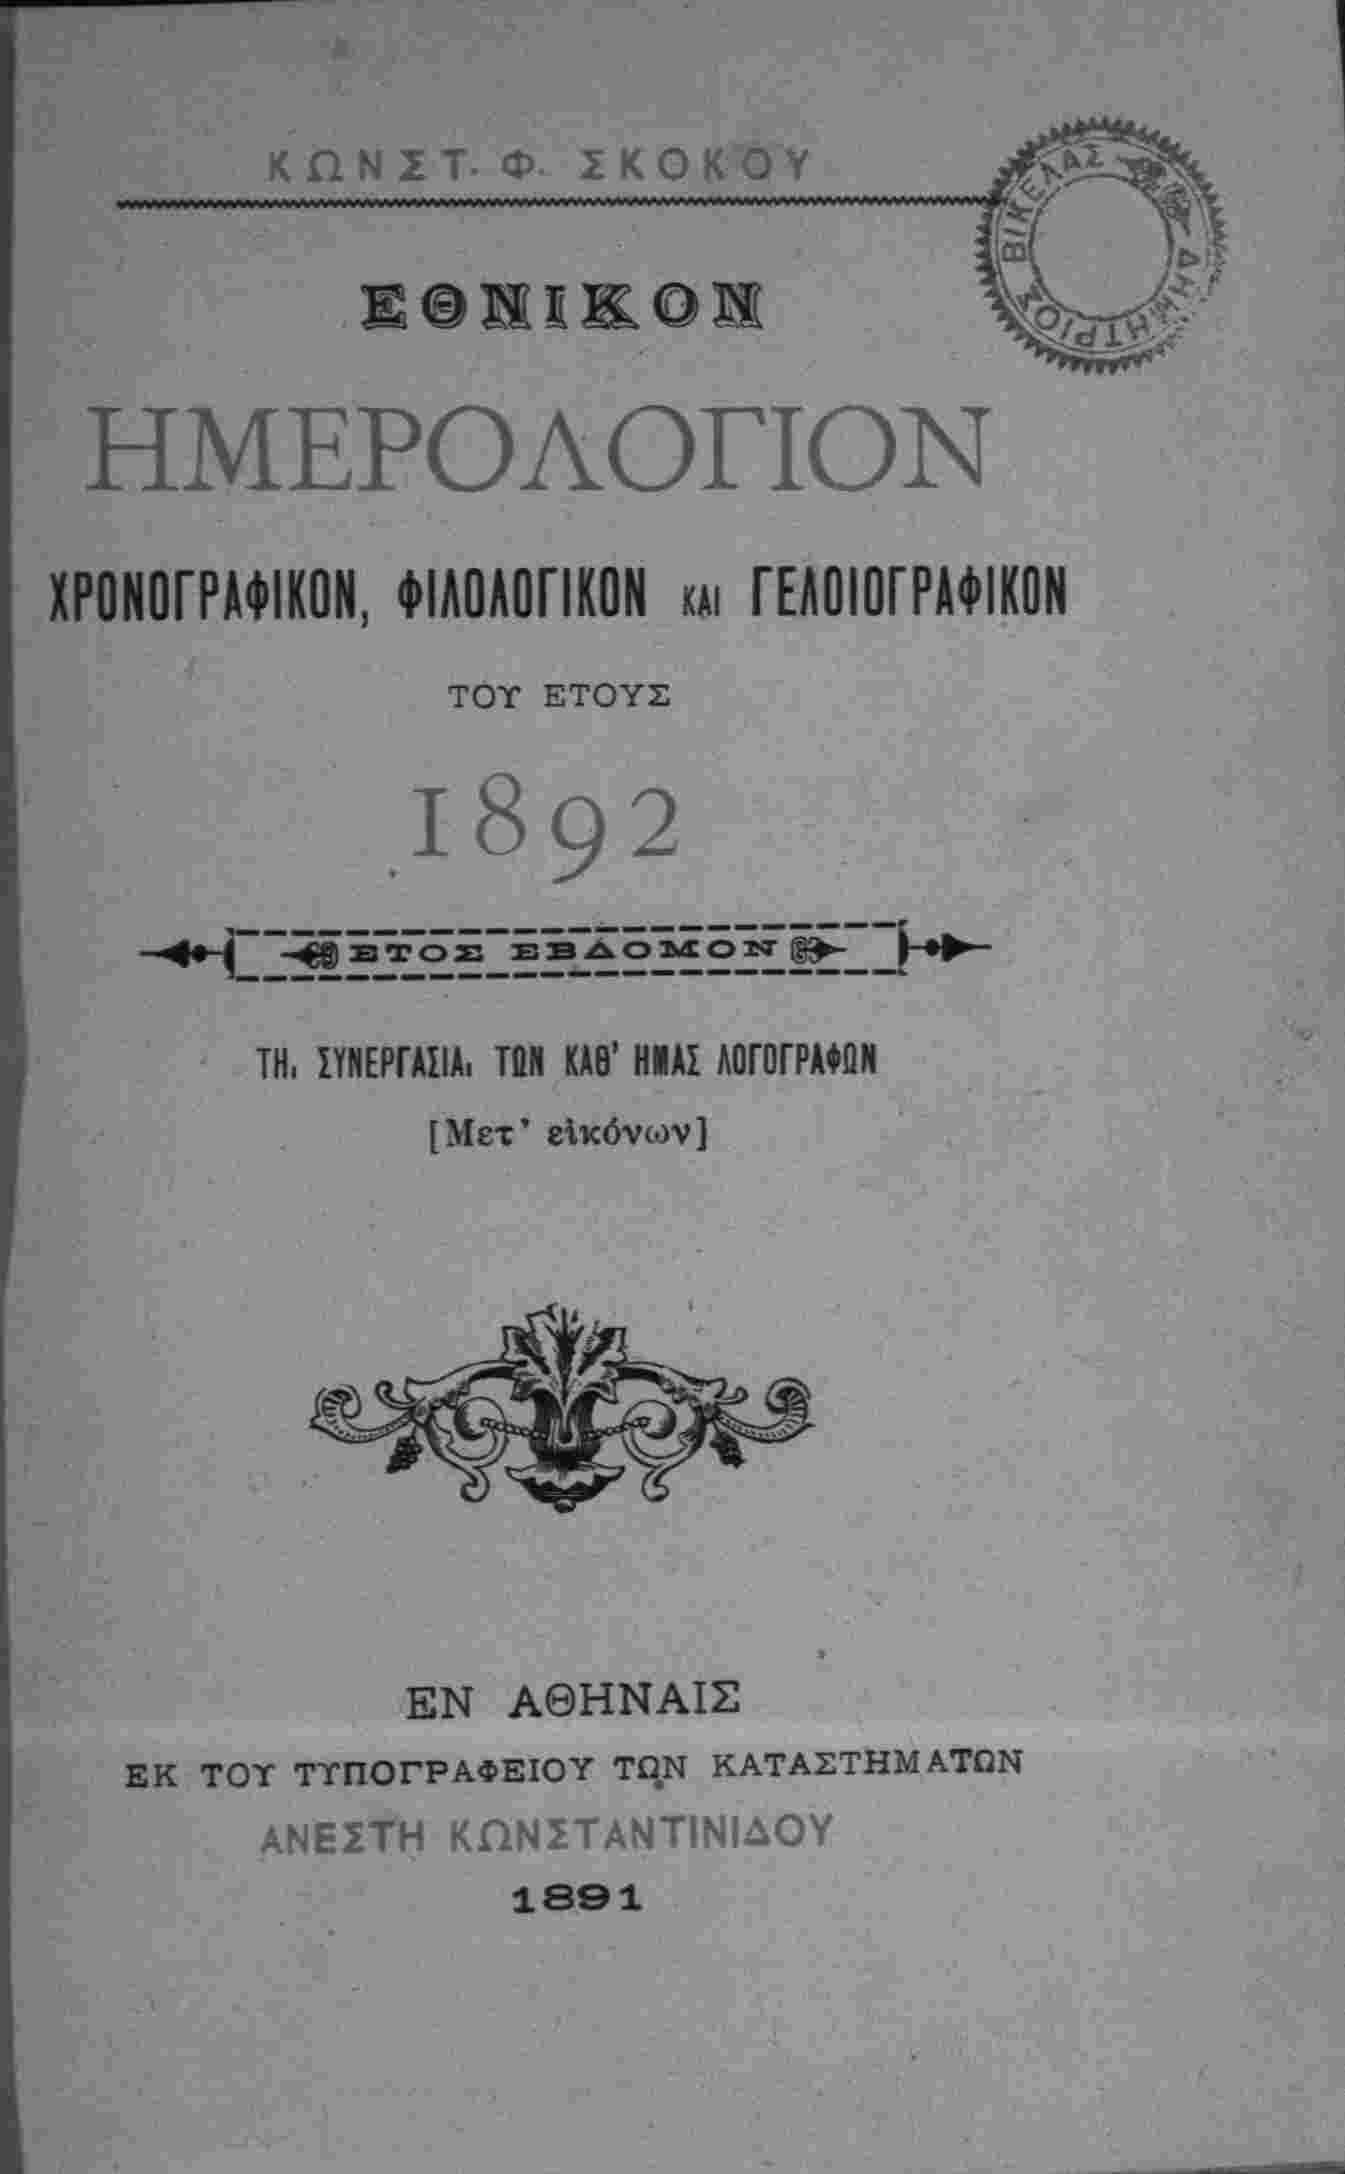 ΚΩΝΣΤ. Φ. ΣΚΟΚΟΥ
ΔΗΜΗΤΡΙΟΣ ΒΙΚΕΛΑΣ
ΕΘΝΙΚΟΝ
ΗΜΕΡΟΛΟΓΙΟΝ
ΧΡΟΝΟΓΡΑΦΙΚΟΝ, ΦΙΛΟΛΟΓΙΚΟΝ ΚΑΙ ΓΕΛΟΙΟΓΡΑΦΙΚΟΝ
ΤΟΥ ΕΤΟΥΣ
1892
ΕΤΟΣ ΕΒΔΟΜΟΝ
ΤΗι ΣΥΝΕΡΓΑΣΙΑι ΤΩΝ ΚΑΘ' ΗΜΑΣ ΛΟΓΟΓΡΑΦΩΝ
[Μετ' εἰκόνων]
ΕΝ ΑΘΗΝΑΙΣ
ΕΚ ΤΟΥ ΤΥΠΟΓΡΑΦΕΙΟΥ ΤΩΝ ΚΑΤΑΣΤΗΜΑΤΩΝ
ΑΝΕΣΤΗ ΚΩΝΣΤΑΝΤΙΝΙΔΟΥ
1891